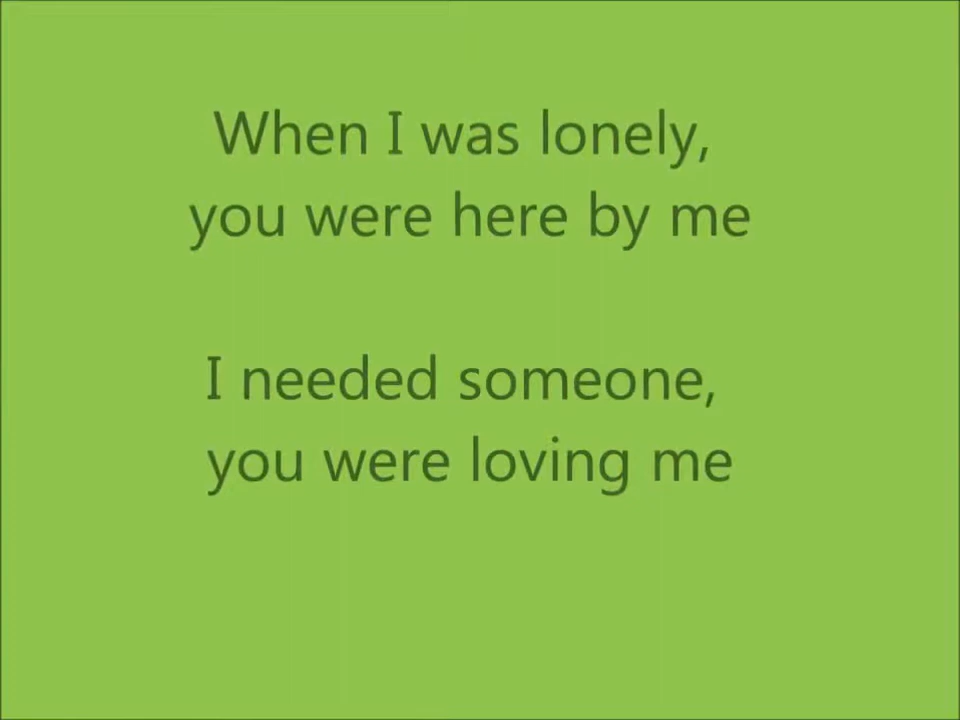 When I was lonely,
you were here by me
I needed someone,
you were loving me